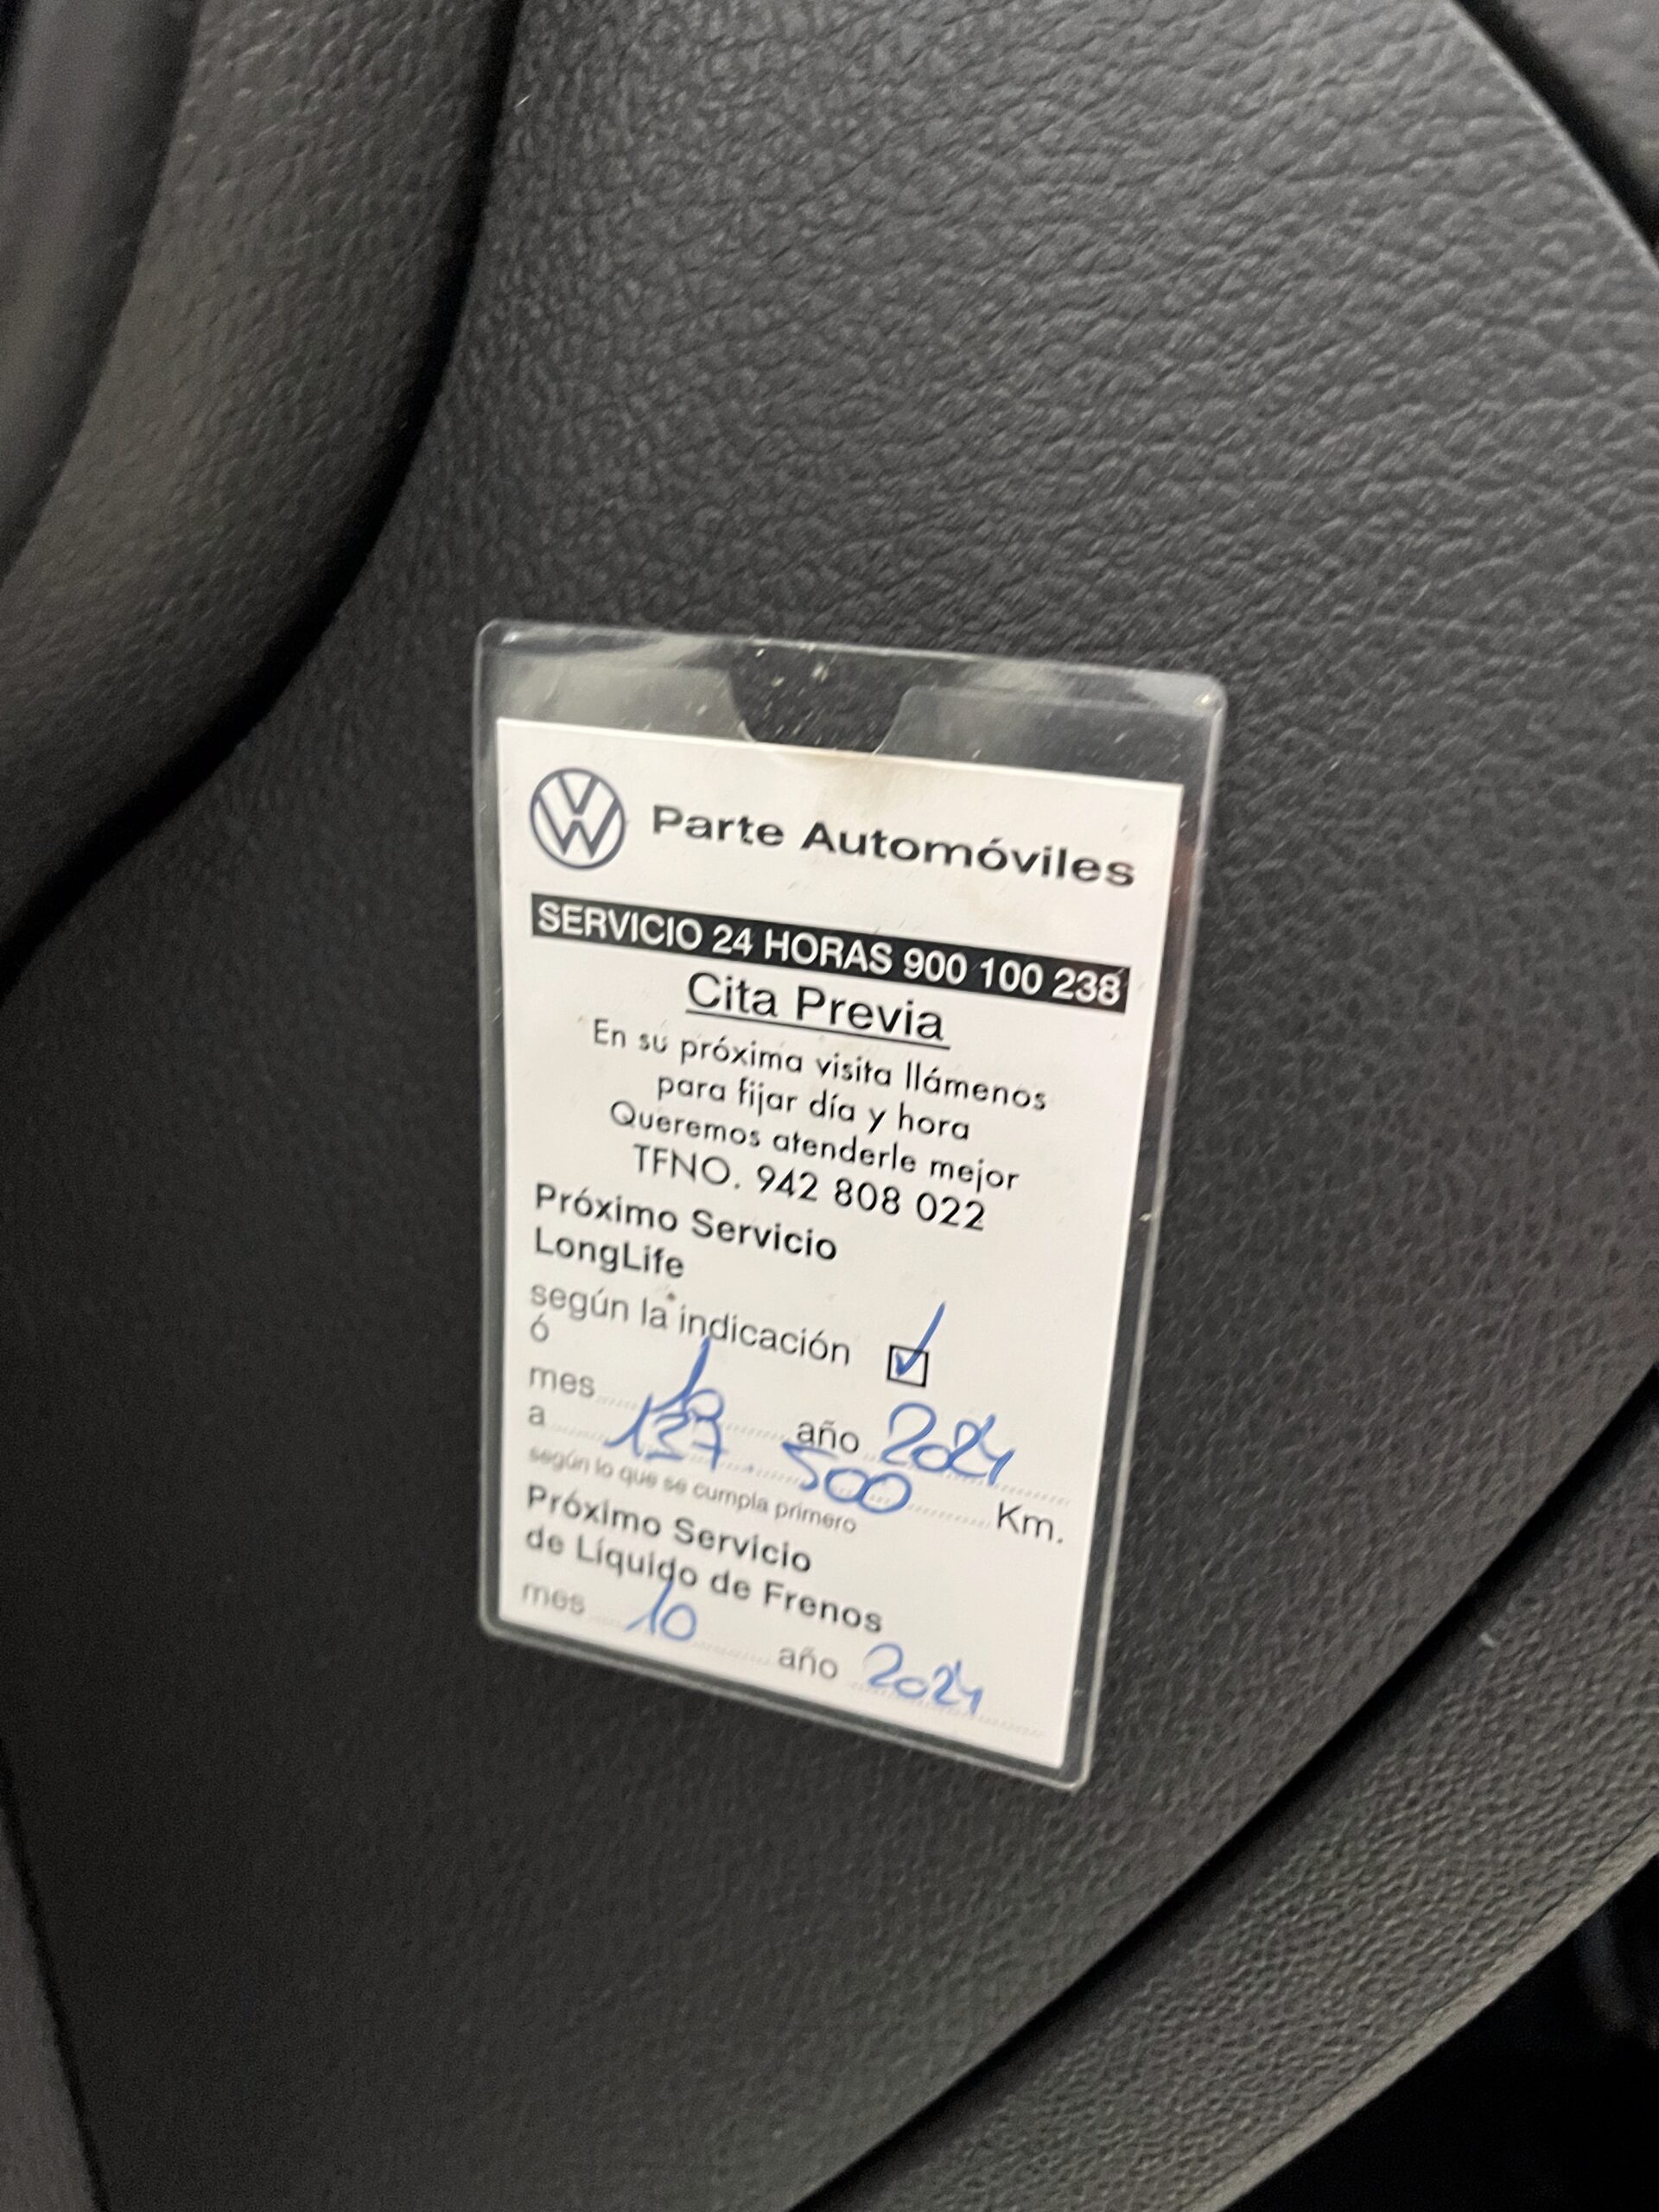 Parte Automóviles
SERVICIO 24 HORAS 900 100 238
Cita Previa
En su próxima visita llámenos
para fijar día y hora
Queremos atenderle mejor
TFNO. 942 808 022
Próximo Servicio
LongLife
según la indicación
ó
mes 10 año 2024
a 137.500 Km.
según lo que se cumpla primero
Próximo Servicio
de Líquido de Frenos
mes 10 año 2024